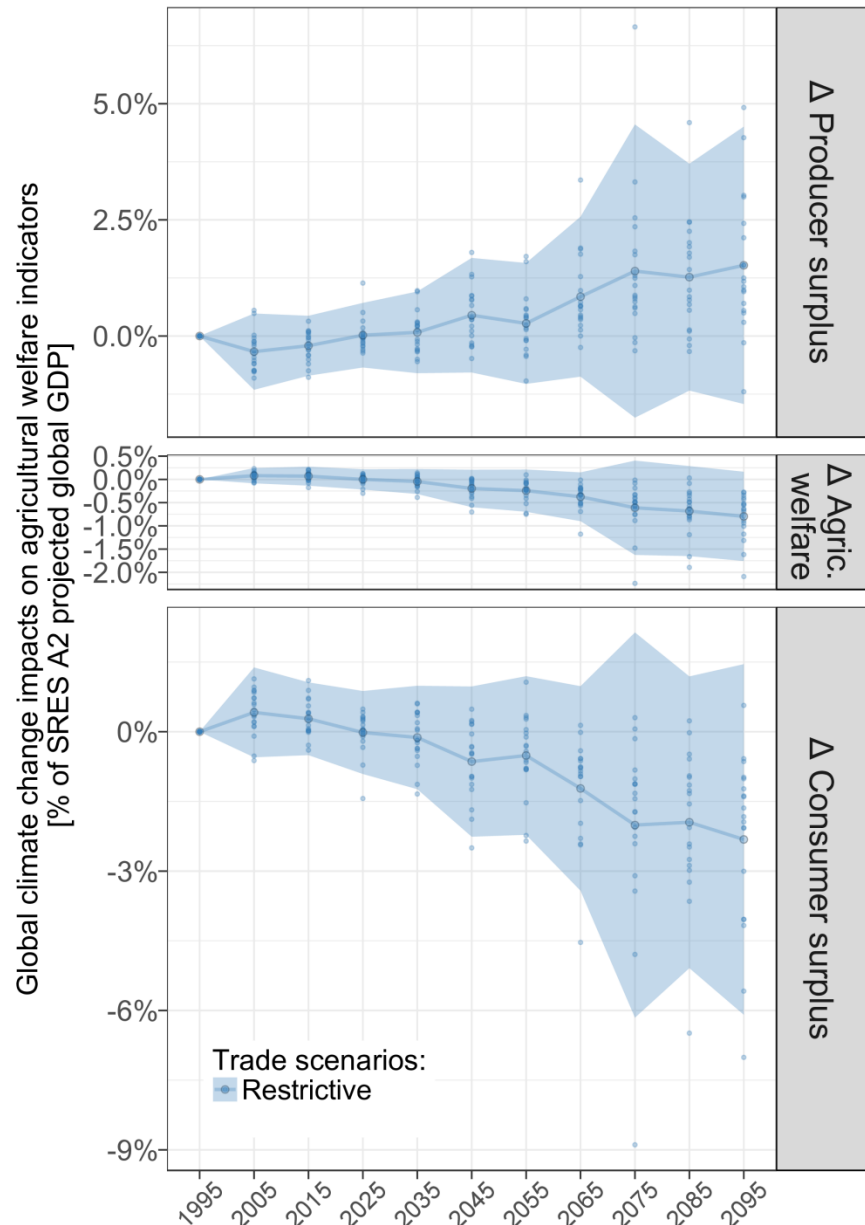 Global climate change impacts on agricultural welfare indicators
[% of SRES A2 projected global GDP]
5.0%
2.5%
0.0%
Δ Producer surplus
0.5%
0.0%
-0.5%
-1.0%
-1.5%
-2.0%
Δ Agric.
welfare
0%
-3%
-6%
-9%
Δ Consumer surplus
Trade scenarios:
Restrictive
1995 2005 2015 2025 2035 2045 2055 2065 2075 2085 2095